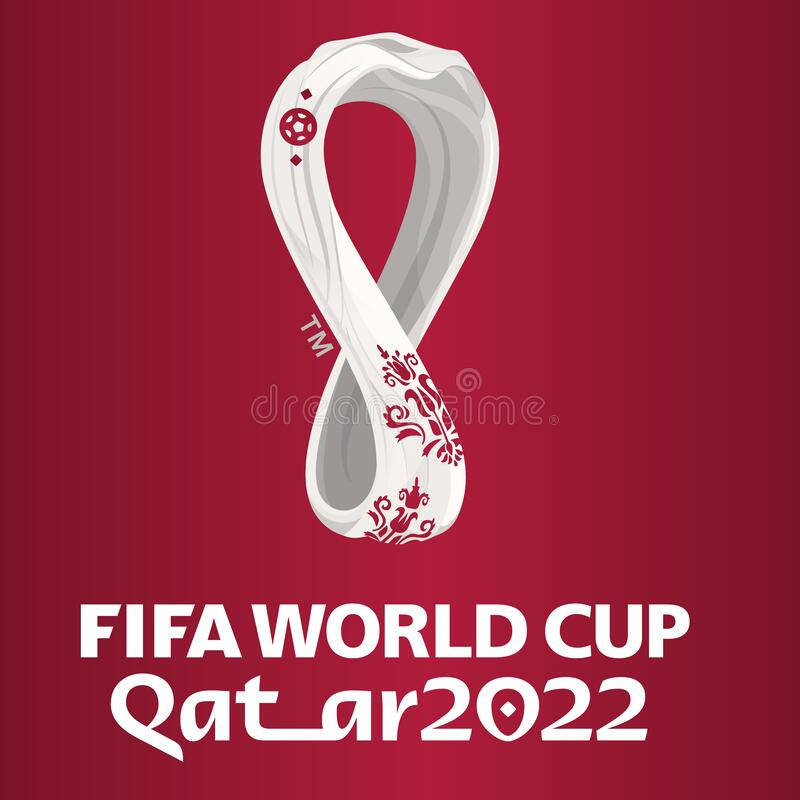 TM
dreamstime.
FIFA WORLD CUP
Qatar2022